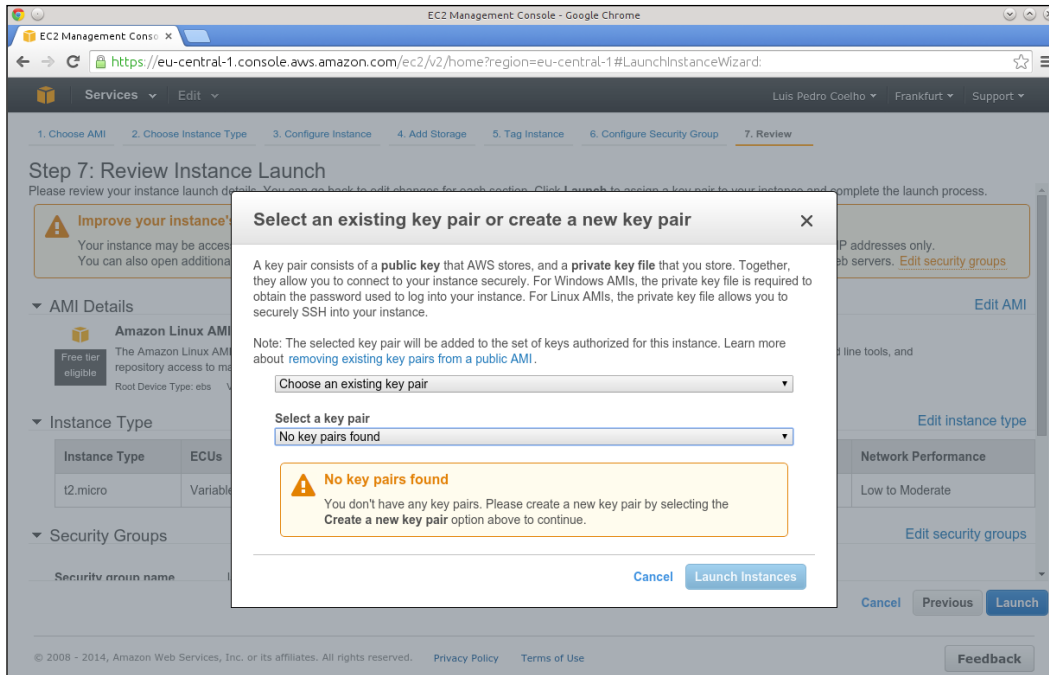 EC2 Management Console - Google Chrome
EC2 Management Conso
https://eu-central-1.console.aws.amazon.com/ec2/v2/home?region=eu-central-1#LaunchInstanceWizard:
Services Edit Luis Pedro Coelho Frankfurt Support
1. Choose AMI 2. Choose Instance Type 3. Configure Instance 4. Add Storage 5. Tag Instance 6. Configure Security Group 7. Review
Step 7: Review Instance Launch
Please review your instance launch details. You can go back to edit changes for each section. Click Launch to assign a key pair to your instance and complete the launch process.
Improve your instance's
Your instance may be acces
IP addresses only.
You can also open additiona
eb servers. Edit security groups
Select an existing key pair or create a new key pair
A key pair consists of a public key that AWS stores, and a private key file that you store. Together,
they allow you to connect to your instance securely. For Windows AMIs, the private key file is required to
obtain the password used to log into your instance. For Linux AMIs, the private key file allows you to
securely SSH into your instance.
Note: The selected key pair will be added to the set of keys authorized for this instance. Learn more
about removing existing key pairs from a public AMI.
Choose an existing key pair
Select a key pair
No key pairs found
No key pairs found
You don't have any key pairs. Please create a new key pair by selecting the
Create a new key pair option above to continue.
Cancel Launch Instances
AMI Details Edit AMI
Amazon Linux AMI
Free tier
eligible
The Amazon Linux AMI
line tools, and
repository access to ma
Root Device Type: ebs
Instance Type Edit instance type
Instance Type ECUs Network Performance
t2.micro Variable Low to Moderate
Security Groups Edit security groups
Security group name
Cancel Previous Launch
© 2008 - 2014, Amazon Web Services, Inc. or its affiliates. All rights reserved. Privacy Policy Terms of Use
Feedback